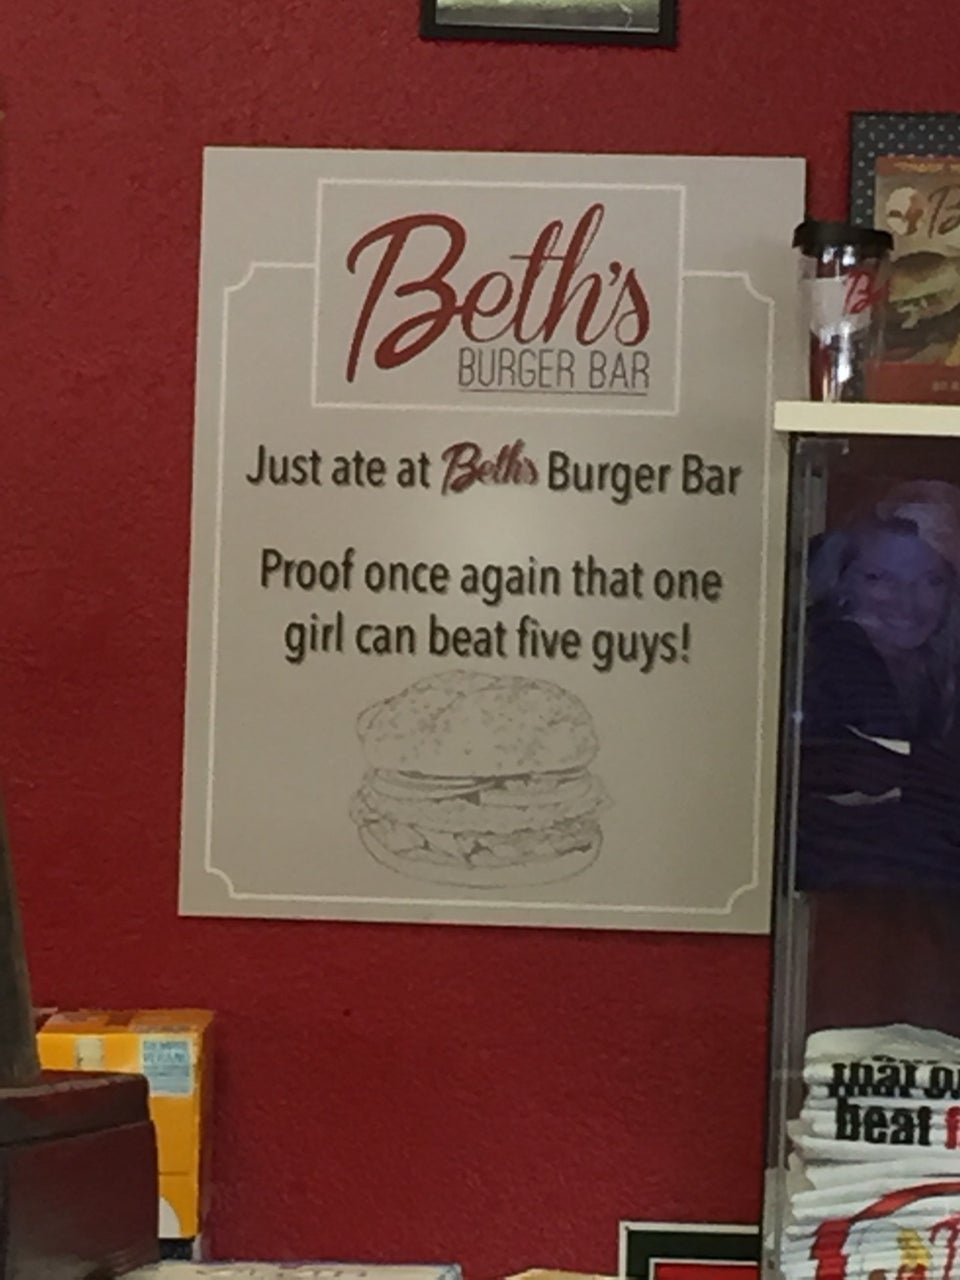 Beth's
BURGER BAR
Just ate at Beth's Burger Bar
Proof once again that one
girl can beat five guys!
beat